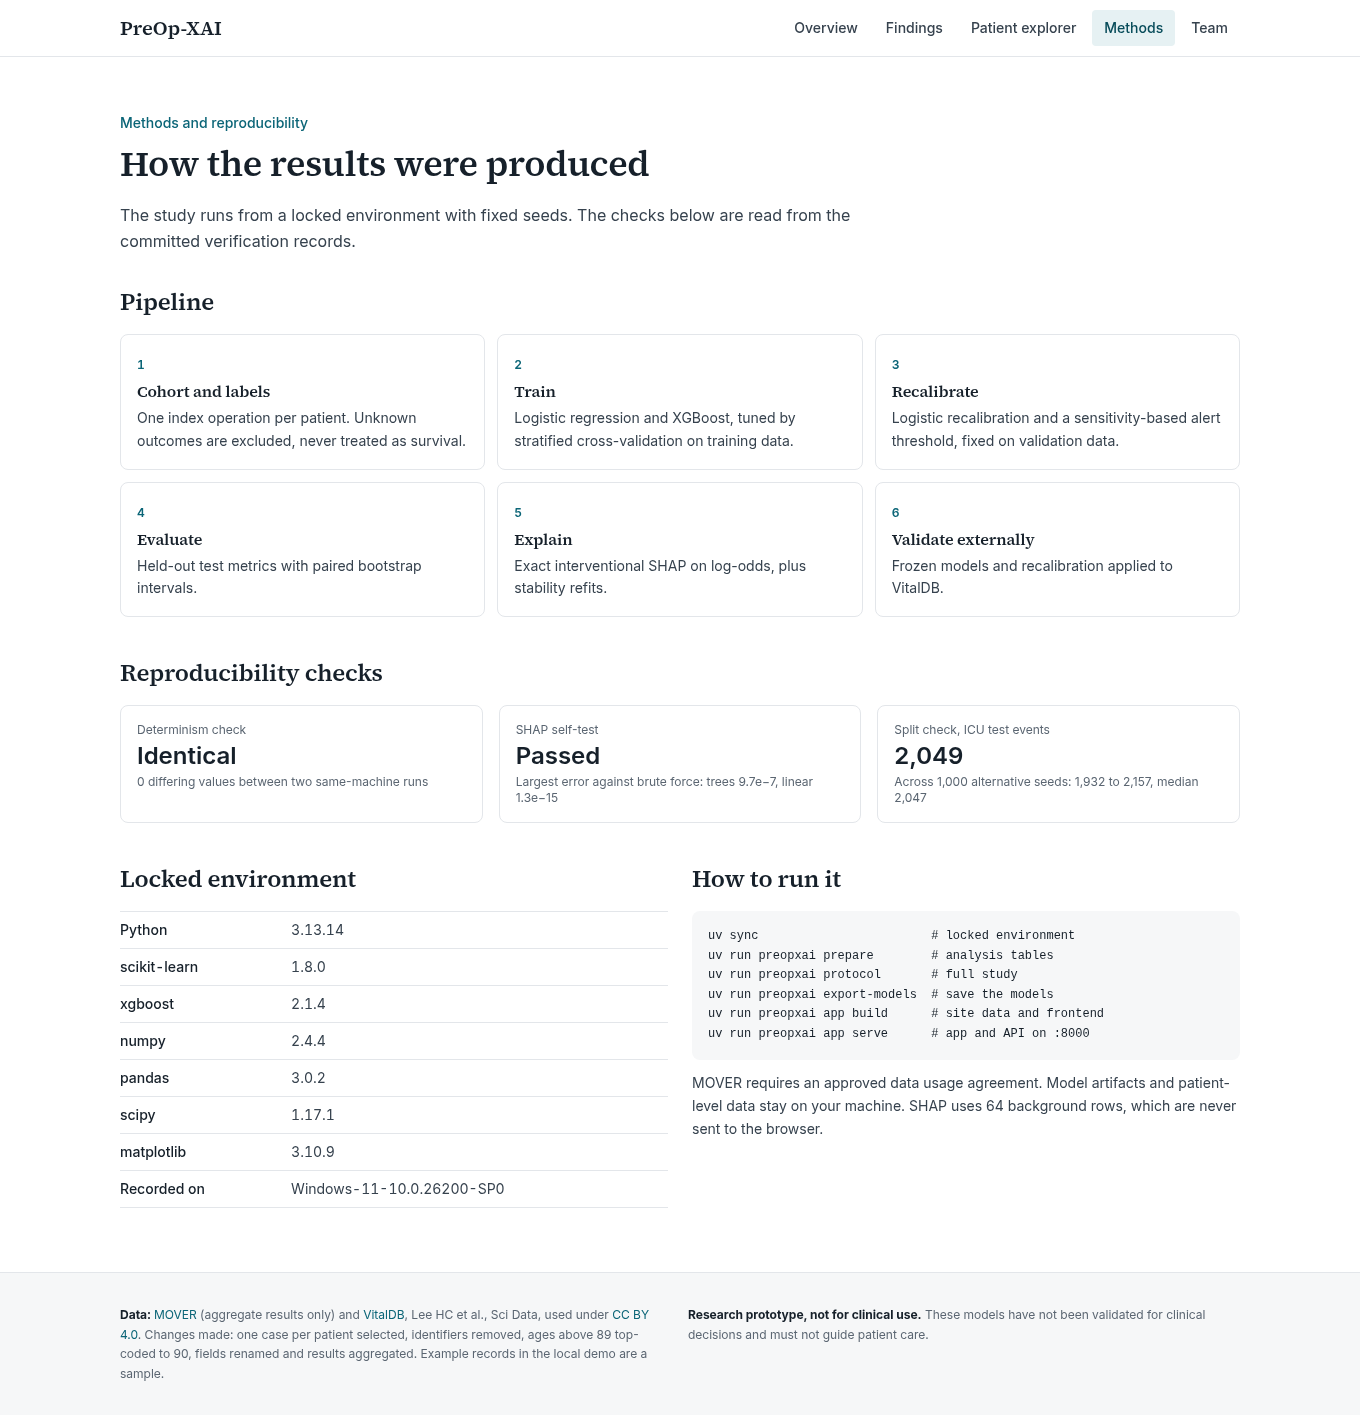 PreOp-XAI
Overview
Findings
Patient explorer
Methods
Team
Methods and reproducibility
How the results were produced
The study runs from a locked environment with fixed seeds. The checks below are read from the
committed verification records.
Pipeline
1
Cohort and labels
One index operation per patient. Unknown
outcomes are excluded, never treated as survival.
2
Train
Logistic regression and XGBoost, tuned by
stratified cross-validation on training data.
3
Recalibrate
Logistic recalibration and a sensitivity-based alert
threshold, fixed on validation data.
4
Evaluate
Held-out test metrics with paired bootstrap
intervals.
5
Explain
Exact interventional SHAP on log-odds, plus
stability refits.
6
Validate externally
Frozen models and recalibration applied to
VitalDB.
Reproducibility checks
Determinism check
Identical
0 differing values between two same-machine runs
SHAP self-test
Passed
Largest error against brute force: trees 9.7e−7, linear
1.3e−15
Split check, ICU test events
2,049
Across 1,000 alternative seeds: 1,932 to 2,157, median
2,047
Locked environment
Python 3.13.14
scikit-learn 1.8.0
xgboost 2.1.4
numpy 2.4.4
pandas 3.0.2
scipy 1.17.1
matplotlib 3.10.9
Recorded on Windows-11-10.0.26200-SP0
How to run it
uv sync                        # locked environment
uv run preopxai prepare        # analysis tables
uv run preopxai protocol       # full study
uv run preopxai export-models  # save the models
uv run preopxai app build      # site data and frontend
uv run preopxai app serve      # app and API on :8000
MOVER requires an approved data usage agreement. Model artifacts and patient-
level data stay on your machine. SHAP uses 64 background rows, which are never
sent to the browser.
Data: MOVER (aggregate results only) and VitalDB, Lee HC et al., Sci Data, used under CC BY
4.0. Changes made: one case per patient selected, identifiers removed, ages above 89 top-
coded to 90, fields renamed and results aggregated. Example records in the local demo are a
sample.
Research prototype, not for clinical use. These models have not been validated for clinical
decisions and must not guide patient care.